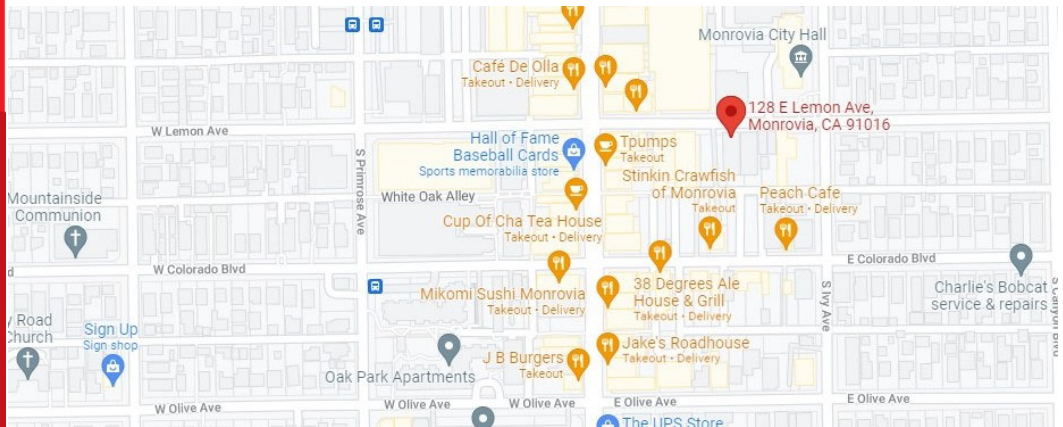 Monrovia City Hall
Café De Olla
Takeout • Delivery
128 E Lemon Ave,
Monrovia, CA 91016
W Lemon Ave
Hall of Fame
Baseball Cards
Sports memorabilia store
Tpumps
Takeout
S Primrose Ave
Stinkin Crawfish
of Monrovia
Takeout
Peach Cafe
Takeout • Delivery
Mountainside
Communion
White Oak Alley
Cup Of Cha Tea House
Takeout • Delivery
W Colorado Blvd
E Colorado Blvd
Mikomi Sushi Monrovia
Takeout • Delivery
38 Degrees Ale
House & Grill
Takeout • Delivery
S Ivy Ave
Charlie's Bobcat
service & repairs
Road
Church
Sign Up
Sign shop
Oak Park Apartments
J B Burgers
Takeout
Jake's Roadhouse
Takeout • Delivery
W Olive Ave
W Olive Ave
W Olive Ave
E Olive Ave
E Olive Ave
The UPS Store